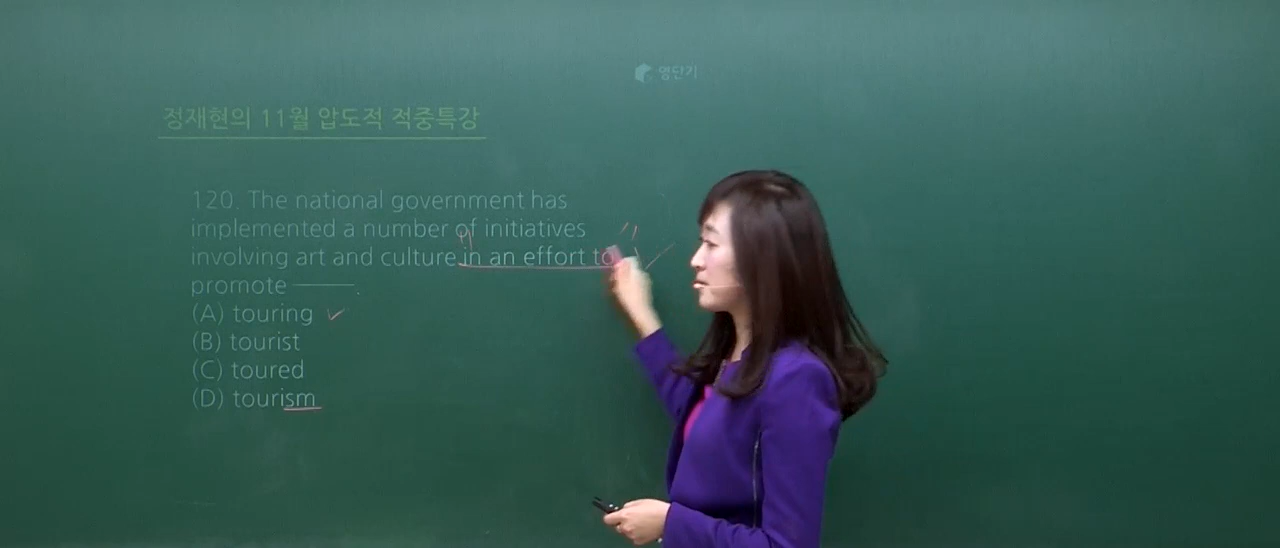 영단기
정재현의 11월 압도적 적중특강
120. The national government has
implemented a number of initiatives
involving art and culture in an effort to
promote ———.
(A) touring
(B) tourist
(C) toured
(D) tourism